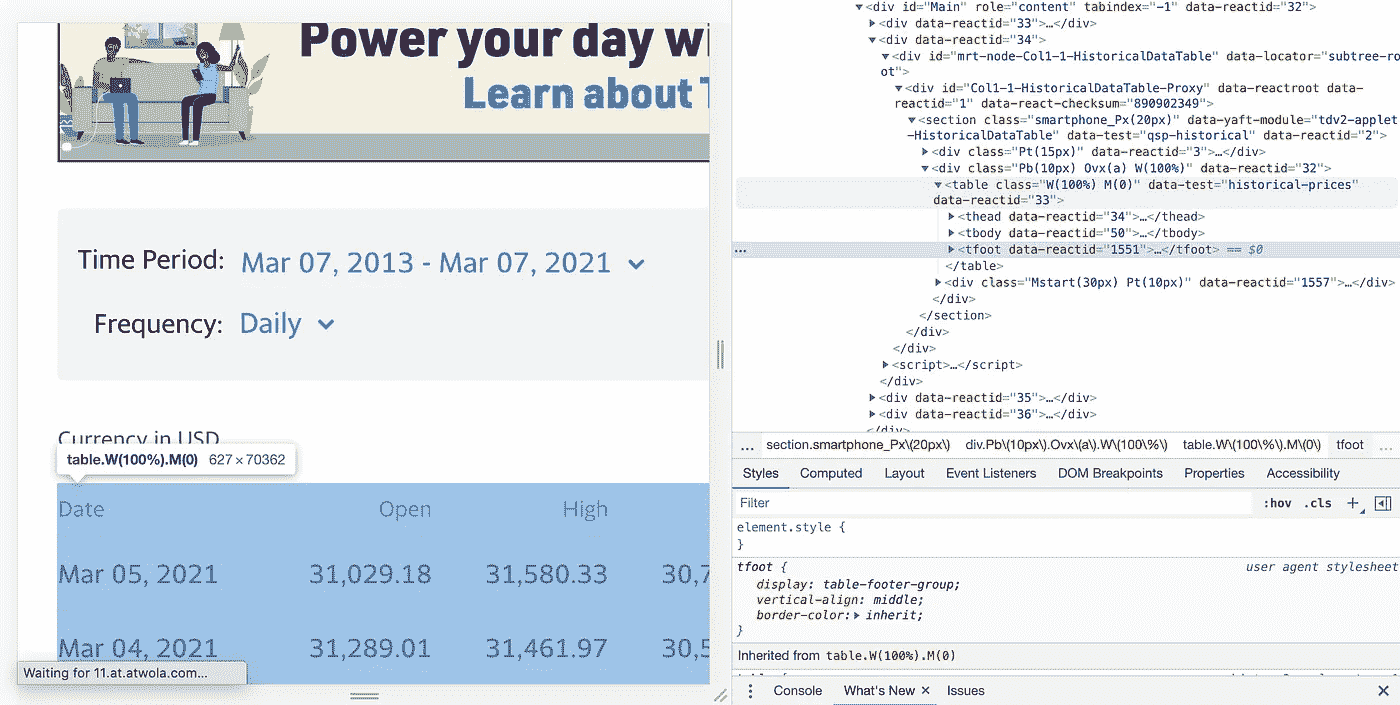 Power your day wi
Learn about
Time Period: Mar 07, 2013 - Mar 07, 2021
Frequency: Daily
Currency in USD
table.W(100%).M(0) 627 × 70362
Date Open High
Mar 05, 2021 31,029.18 31,580.33 30,7
Mar 04, 2021 31,289.01 31,461.97 30,5
Waiting for 11.at.atwola.com...
▼<div id="Main" role="content" tabindex="-1" data-reactid="32">
▶<div data-reactid="33">…</div>
▼<div data-reactid="34">
▼<div id="mrt-node-Col1-1-HistoricalDataTable" data-locator="subtree-ro
ot">
▼<div id="Col1-1-HistoricalDataTable-Proxy" data-reactroot data-
reactid="1" data-react-checksum="890902349">
▼<section class="smartphone_Px(20px)" data-yaft-module="tdv2-applet
-HistoricalDataTable" data-test="qsp-historical" data-reactid="2">
▶<div class="Pt(15px)" data-reactid="3">…</div>
▼<div class="Pb(10px) Ovx(a) W(100%)" data-reactid="32">
▼<table class="W(100%) M(0)" data-test="historical-prices"
data-reactid="33">
▶<thead data-reactid="34">…</thead>
▶<tbody data-reactid="50">…</tbody>
… ▶<tfoot data-reactid="1551">…</tfoot> == $0
</table>
▶<div class="Mstart(30px) Pt(10px)" data-reactid="1557">…</div>
</div>
</section>
</div>
</div>
▶<script>…</script>
</div>
▶<div data-reactid="35">…</div>
▶<div data-reactid="36">…</div>
</div>
… section.smartphone_Px\(20px\) div.Pb\(10px\).Ovx\(a\).W\(100\%\) table.W\(100\%\).M\(0\) tfoot …
Styles Computed Layout Event Listeners DOM Breakpoints Properties Accessibility
Filter :hov .cls +
element.style {
}
tfoot { user agent stylesheet
display: table-footer-group;
vertical-align: middle;
border-color:▶ inherit;
}
Inherited from table.W(100%).M(0)
Console What's New × Issues ×